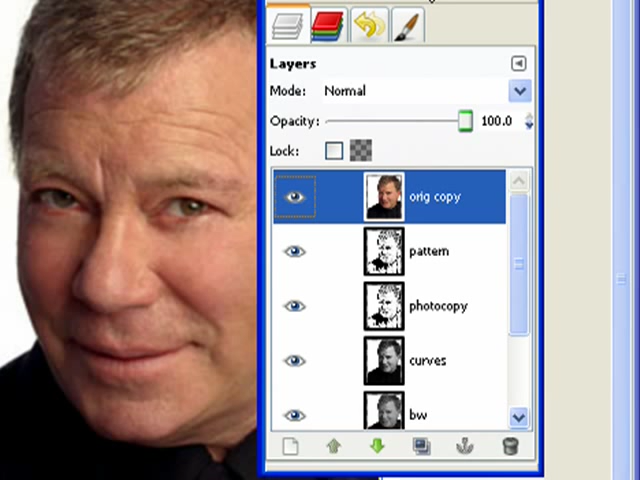 Layers
Mode: Normal
Opacity: 100.0
Lock:
orig copy
pattern
photocopy
curves
bw